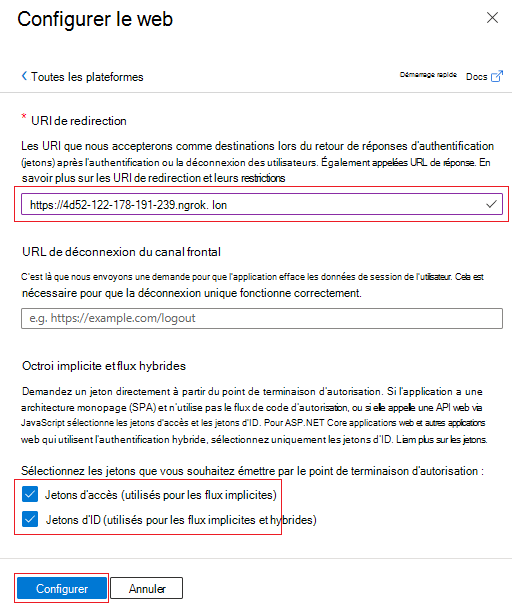 Configurer le web
Toutes les plateformes
Démarrage rapide
Docs
* URI de redirection
Les URI que nous accepterons comme destinations lors du retour de réponses d'authentification
(jetons) après l'authentification ou la déconnexion des utilisateurs. Également appelées URL de réponse. En
savoir plus sur les URI de redirection et leurs restrictions
https://4d52-122-178-191-239.ngrok. lon
URL de déconnexion du canal frontal
C'est là que nous envoyons une demande pour que l'application efface les données de session de l'utilisateur. Cela est
nécessaire pour que la déconnexion unique fonctionne correctement.
e.g. https://example.com/logout
Octroi implicite et flux hybrides
Demandez un jeton directement à partir du point de terminaison d'autorisation. Si l'application a une
architecture monopage (SPA) et n'utilise pas le flux de code d'autorisation, ou si elle appelle une API web via
JavaScript sélectionne les jetons d'accès et les jetons d'ID. Pour ASP.NET Core applications web et autres applications
web qui utilisent l'authentification hybride, sélectionnez uniquement les jetons d'ID. L'iam plus sur les jetons.
Sélectionnez les jetons que vous souhaitez émettre par le point de terminaison d'autorisation :
Jetons d'accès (utilisés pour les flux implicites)
Jetons d'ID (utilisés pour les flux implicites et hybrides)
Configurer
Annuler